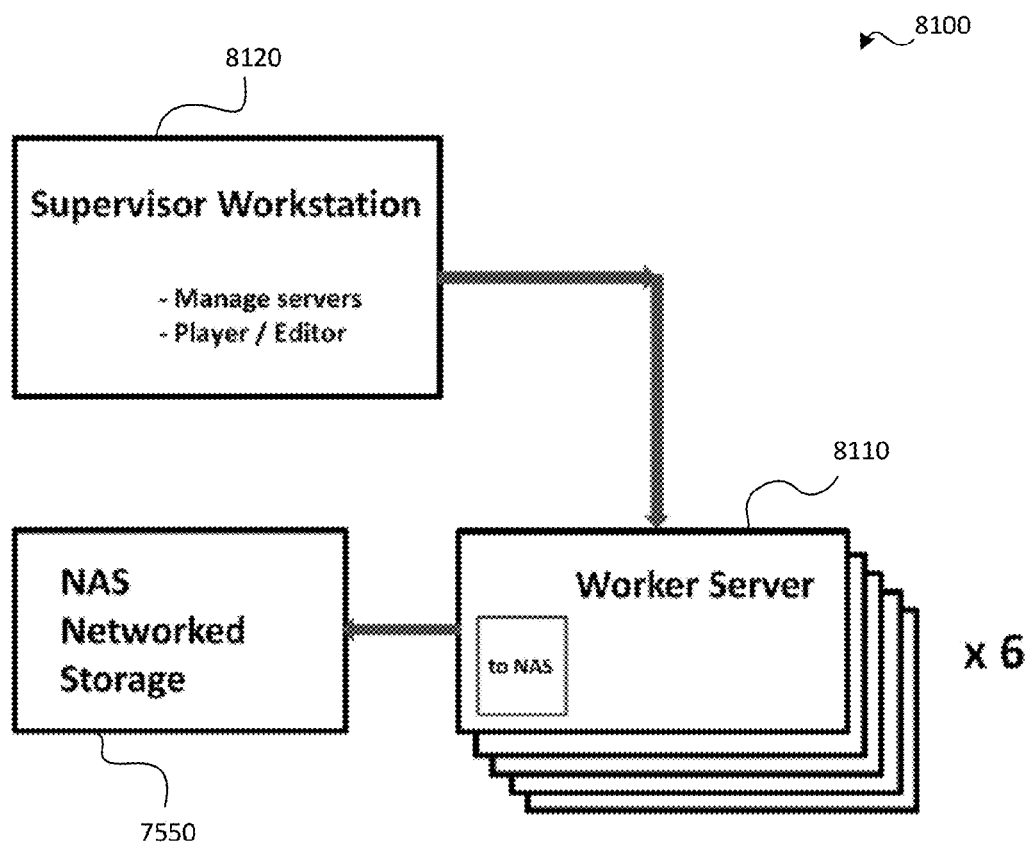 8100
8120
Supervisor Workstation
- Manage servers
- Player / Editor
8110
NAS
Networked
Storage
Worker Server
to NAS
x 6
7550